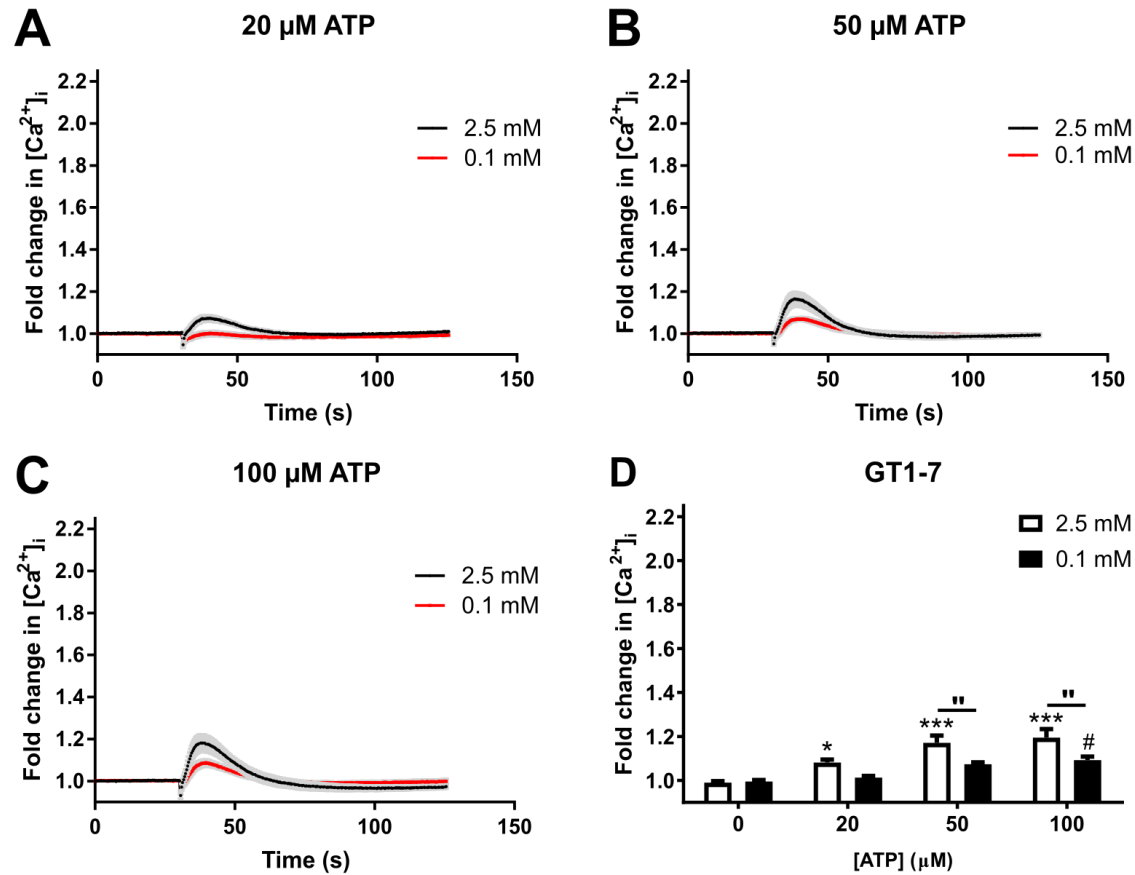 A
20 µM ATP
Fold change in [Ca2+]i
2.2
2.0
1.8
1.6
1.4
1.2
1.0
2.5 mM
0.1 mM
0
50
100
150
Time (s)
B
50 µM ATP
Fold change in [Ca2+]i
2.2
2.0
1.8
1.6
1.4
1.2
1.0
2.5 mM
0.1 mM
0
50
100
150
Time (s)
C
100 µM ATP
Fold change in [Ca2+]i
2.2
2.0
1.8
1.6
1.4
1.2
1.0
2.5 mM
0.1 mM
0
50
100
150
Time (s)
D
GT1-7
Fold change in [Ca2+]i
2.2
2.0
1.8
1.6
1.4
1.2
1.0
2.5 mM
0.1 mM
*
***
"
***
"
#
0
20
50
100
[ATP] (µM)